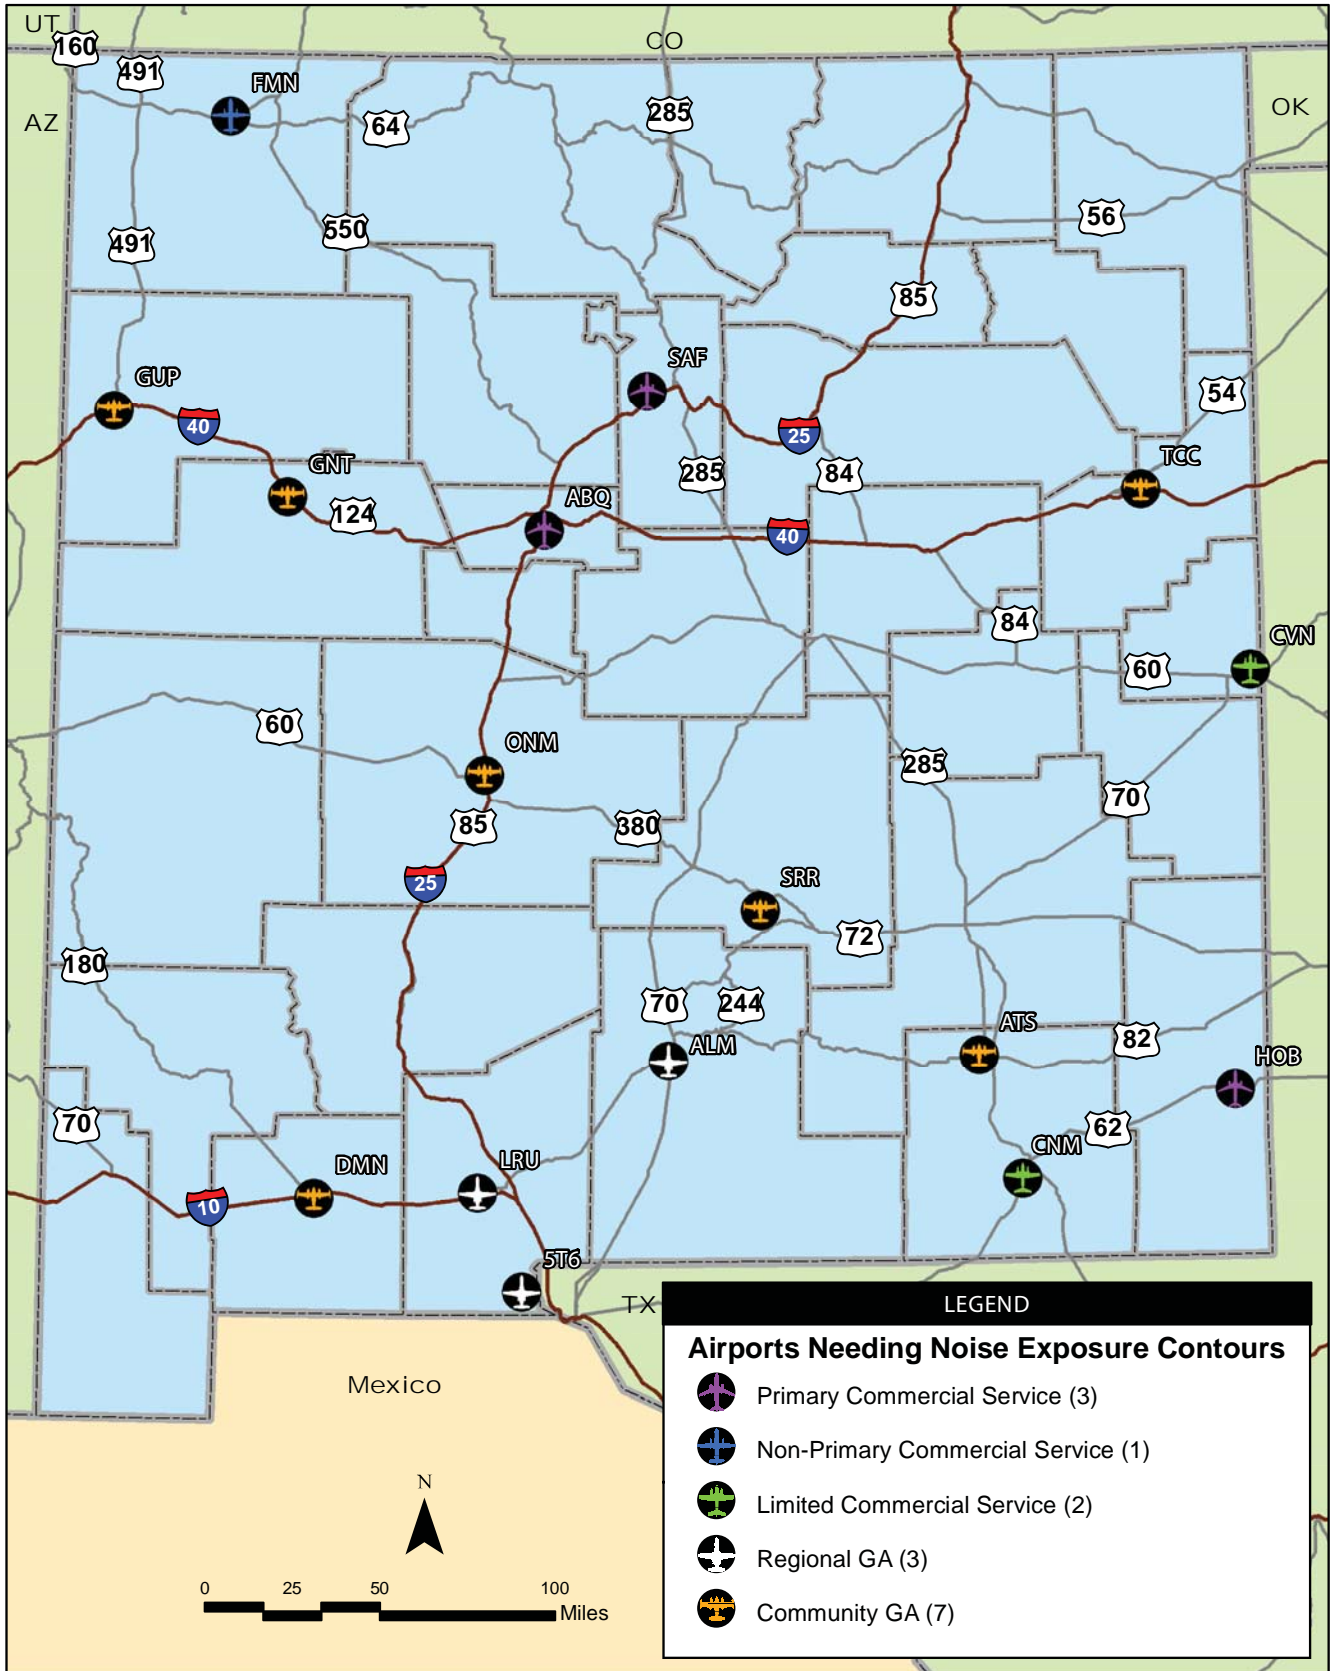 UT
160
491
FMN
CO
285
64
AZ
OK
491
550
56
85
SAF
GUP
40
54
25
GNT
285
84
TCC
124
ABQ
40
84
CVN
60
60
ONM
285
85
380
70
25
SRR
72
180
70
244
ALM
ATS
82
HOB
70
62
CNM
DMN
LRU
10
5T6
TX
Mexico
LEGEND
Airports Needing Noise Exposure Contours
Primary Commercial Service (3)
Non-Primary Commercial Service (1)
Limited Commercial Service (2)
Regional GA (3)
Community GA (7)
N
0 25 50 100
Miles